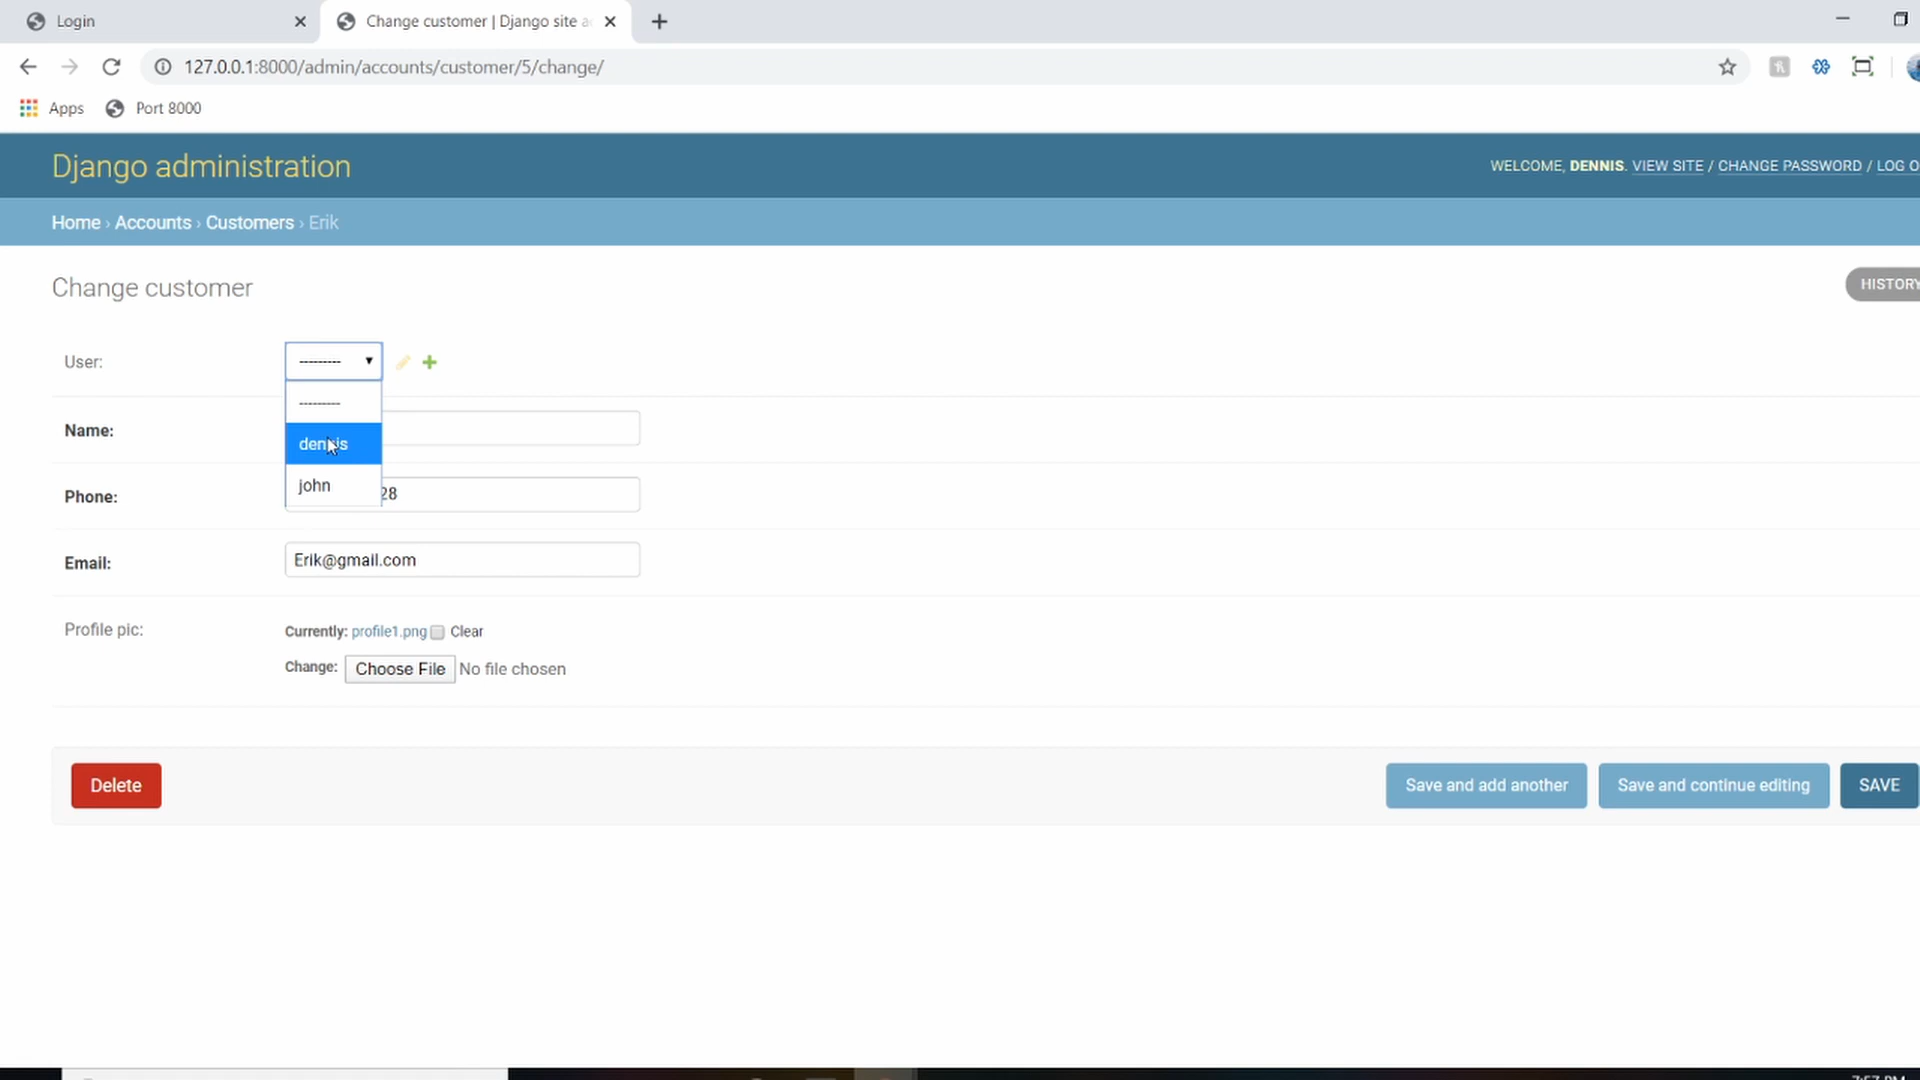 Login
Change customer | Django site a
127.0.0.1:8000/admin/accounts/customer/5/change/
Apps
Port 8000
Django administration
WELCOME, DENNIS. VIEW SITE / CHANGE PASSWORD / LOG O
Home › Accounts › Customers › Erik
Change customer
HISTORY
User:
---------
---------
Name:
dennis
john
Phone:
28
Email:
Erik@gmail.com
Profile pic:
Currently: profile1.png Clear
Change: Choose File No file chosen
Delete
Save and add another
Save and continue editing
SAVE